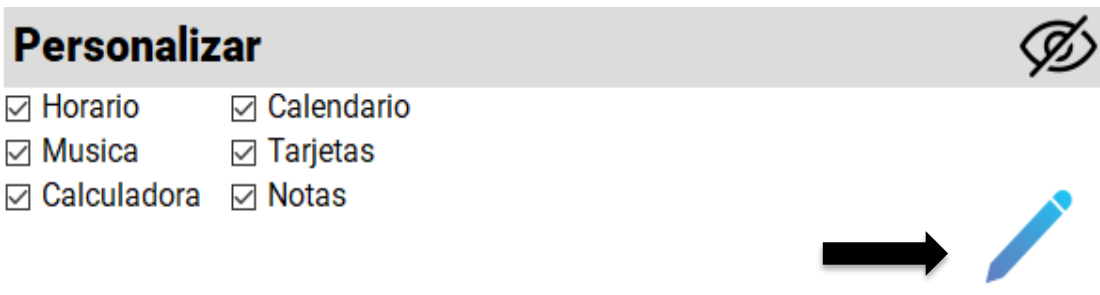 Personalizar
Horario Calendario
Musica Tarjetas
Calculadora Notas